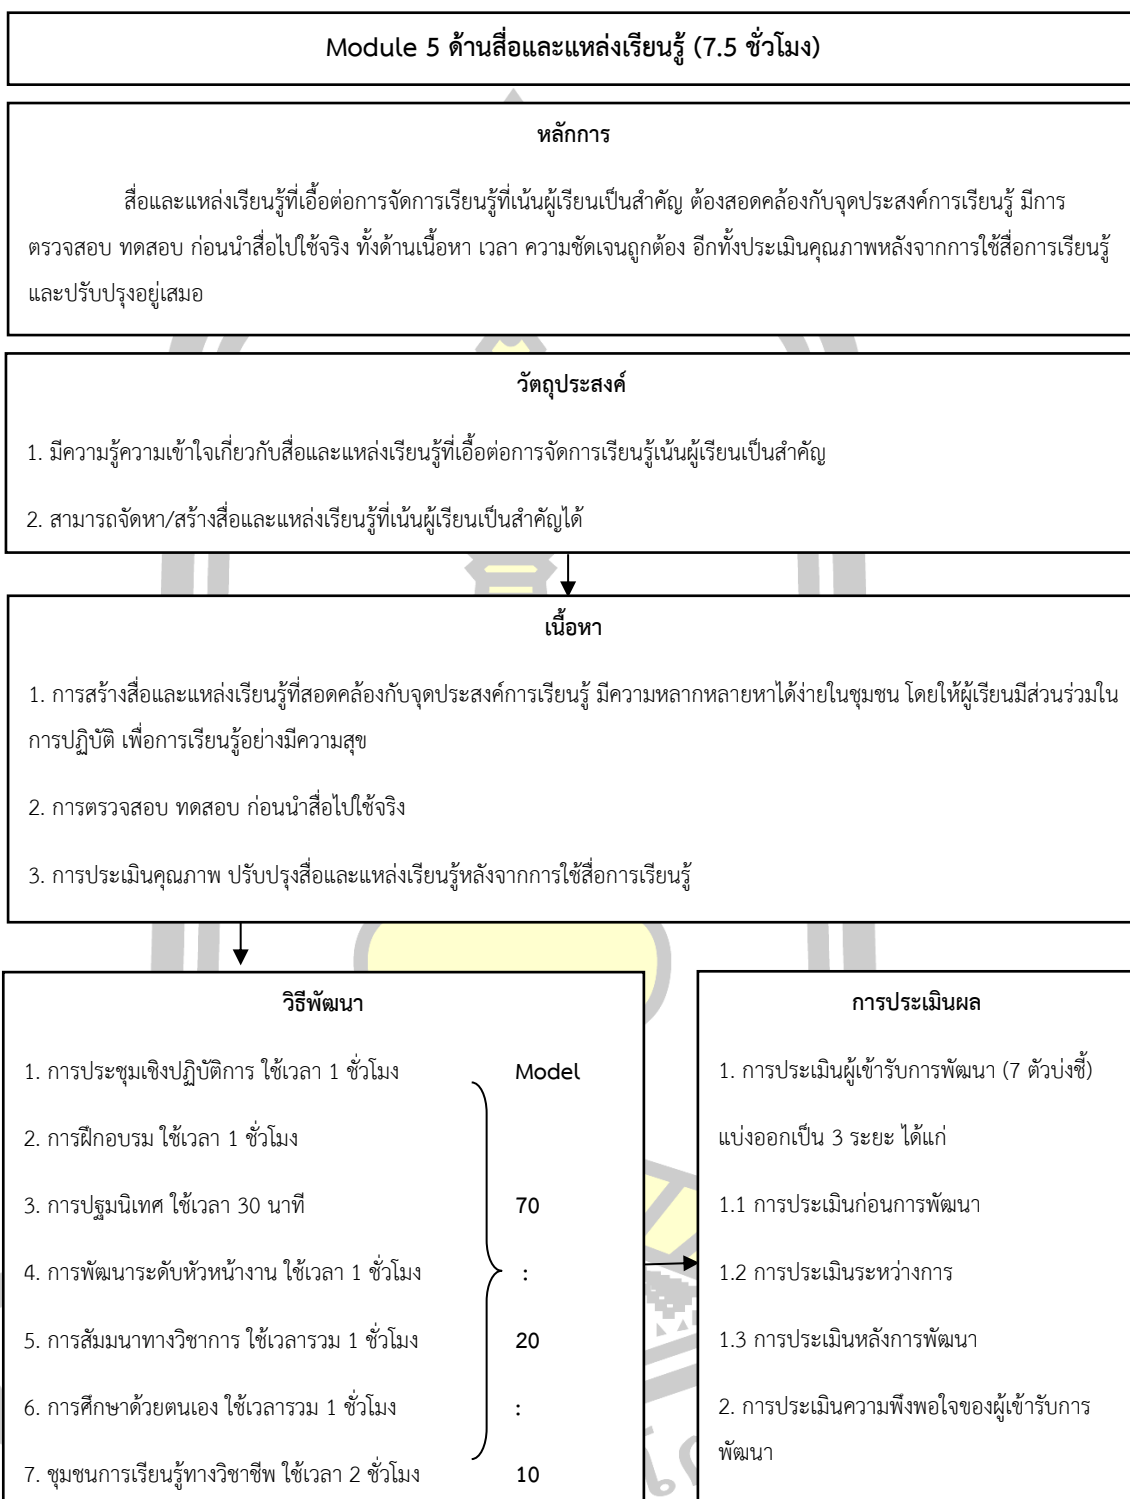 Module 5 ด้านสื่อและแหล่งเรียนรู้ (7.5 ชั่วโมง)
หลักการ
สื่อและแหล่งเรียนรู้ที่เอื้อต่อการจัดการเรียนรู้ที่เน้นผู้เรียนเป็นสำคัญ ต้องสอดคล้องกับจุดประสงค์การเรียนรู้ มีการ
ตรวจสอบ ทดสอบ ก่อนนำสื่อไปใช้จริง ทั้งด้านเนื้อหา เวลา ความชัดเจนถูกต้อง อีกทั้งประเมินคุณภาพหลังจากการใช้สื่อการเรียนรู้
และปรับปรุงอยู่เสมอ
วัตถุประสงค์
1. มีความรู้ความเข้าใจเกี่ยวกับสื่อและแหล่งเรียนรู้ที่เอื้อต่อการจัดการเรียนรู้เน้นผู้เรียนเป็นสำคัญ
2. สามารถจัดหา/สร้างสื่อและแหล่งเรียนรู้ที่เน้นผู้เรียนเป็นสำคัญได้
เนื้อหา
1. การสร้างสื่อและแหล่งเรียนรู้ที่สอดคล้องกับจุดประสงค์การเรียนรู้ มีความหลากหลายหาได้ง่ายในชุมชน โดยให้ผู้เรียนมีส่วนร่วมใน
การปฏิบัติ เพื่อการเรียนรู้อย่างมีความสุข
2. การตรวจสอบ ทดสอบ ก่อนนำสื่อไปใช้จริง
3. การประเมินคุณภาพ ปรับปรุงสื่อและแหล่งเรียนรู้หลังจากการใช้สื่อการเรียนรู้
วิธีพัฒนา
1. การประชุมเชิงปฏิบัติการ ใช้เวลา 1 ชั่วโมง
2. การฝึกอบรม ใช้เวลา 1 ชั่วโมง
3. การปฐมนิเทศ ใช้เวลา 30 นาที
4. การพัฒนาระดับหัวหน้างาน ใช้เวลา 1 ชั่วโมง
5. การสัมมนาทางวิชาการ ใช้เวลารวม 1 ชั่วโมง
6. การศึกษาด้วยตนเอง ใช้เวลารวม 1 ชั่วโมง
7. ชุมชนการเรียนรู้ทางวิชาชีพ ใช้เวลา 2 ชั่วโมง
Model
70
:
20
:
10
การประเมินผล
1. การประเมินผู้เข้ารับการพัฒนา (7 ตัวบ่งชี้)
แบ่งออกเป็น 3 ระยะ ได้แก่
1.1 การประเมินก่อนการพัฒนา
1.2 การประเมินระหว่างการ
1.3 การประเมินหลังการพัฒนา
2. การประเมินความพึงพอใจของผู้เข้ารับการ
พัฒนา